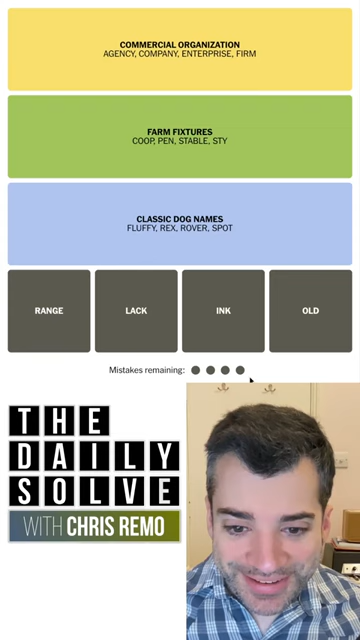 COMMERCIAL ORGANIZATION
AGENCY, COMPANY, ENTERPRISE, FIRM
FARM FIXTURES
COOP, PEN, STABLE, STY
CLASSIC DOG NAMES
FLUFFY, REX, ROVER, SPOT
RANGE LACK INK OLD
Mistakes remaining:
THE
DAILY
SOLVE
WITH CHRIS REMO